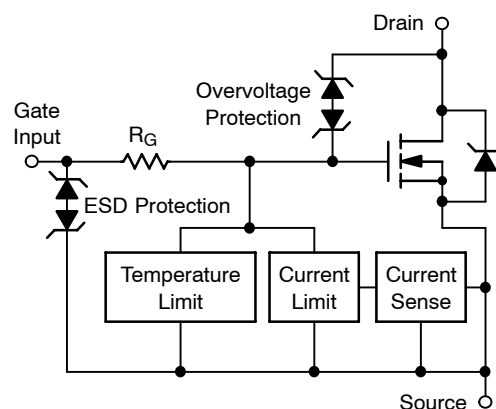 Drain
Overvoltage
Protection
Gate
Input
RG
ESD Protection
Temperature
Limit
Current
Limit
Current
Sense
Source